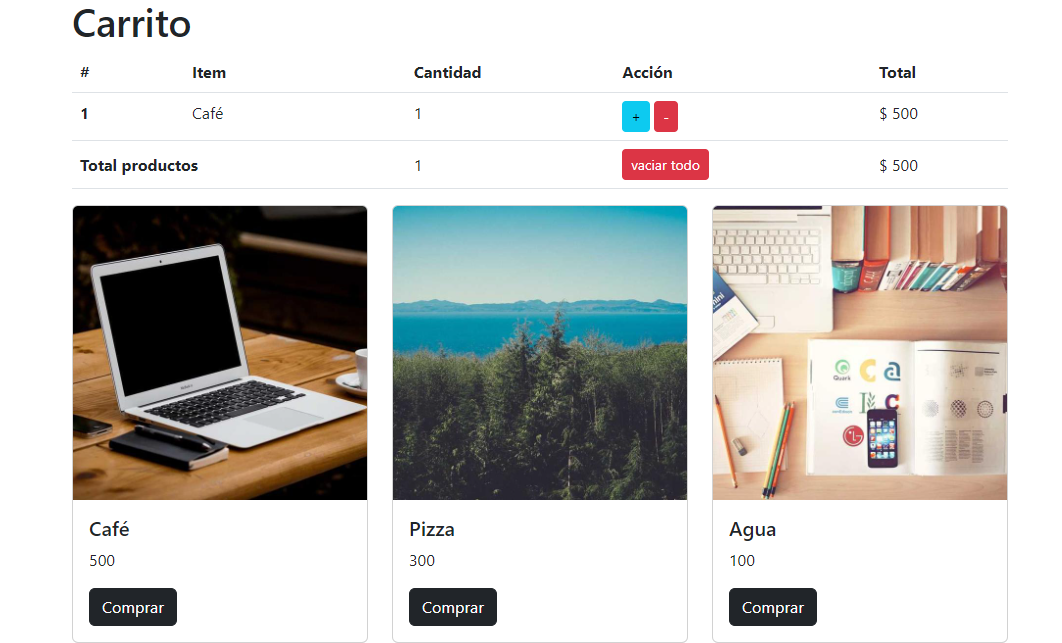 Carrito
# Item Cantidad Acción Total
1 Café 1 + - $ 500
Total productos 1 vaciar todo $ 500
Quark
Café Pizza Agua
500 300 100
Comprar Comprar Comprar